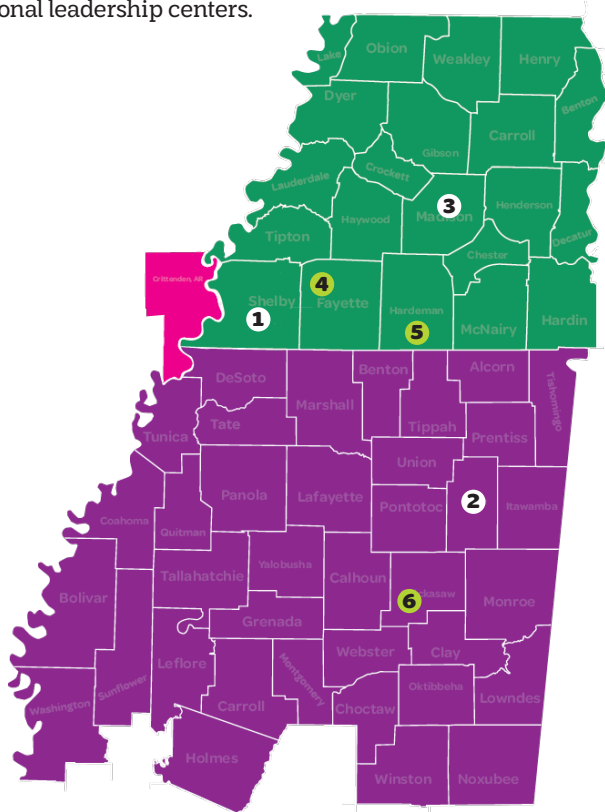 onal leadership centers.
Lake
Obion
Weakley
Henry
Dyer
Benton
Gibson
Carroll
Crockett
Lauderdale
Haywood
3
Madison
Henderson
Tipton
Decatur
Chester
Crittenden, AR
4
Shelby
Fayette
1
Hardeman
5
McNairy
Hardin
DeSoto
Benton
Alcorn
Marshall
Tishomingo
Tate
Tippah
Tunica
Prentiss
Union
Panola
Lafayette
2
Pontotoc
Itawamba
Coahoma
Quitman
Yalobusha
Tallahatchie
Calhoun
6
ckasaw
Bolivar
Monroe
Grenada
Webster
Clay
Leflore
Montgomery
Sunflower
Oktibbeha
Lowndes
Washington
Carroll
Choctaw
Holmes
Winston
Noxubee